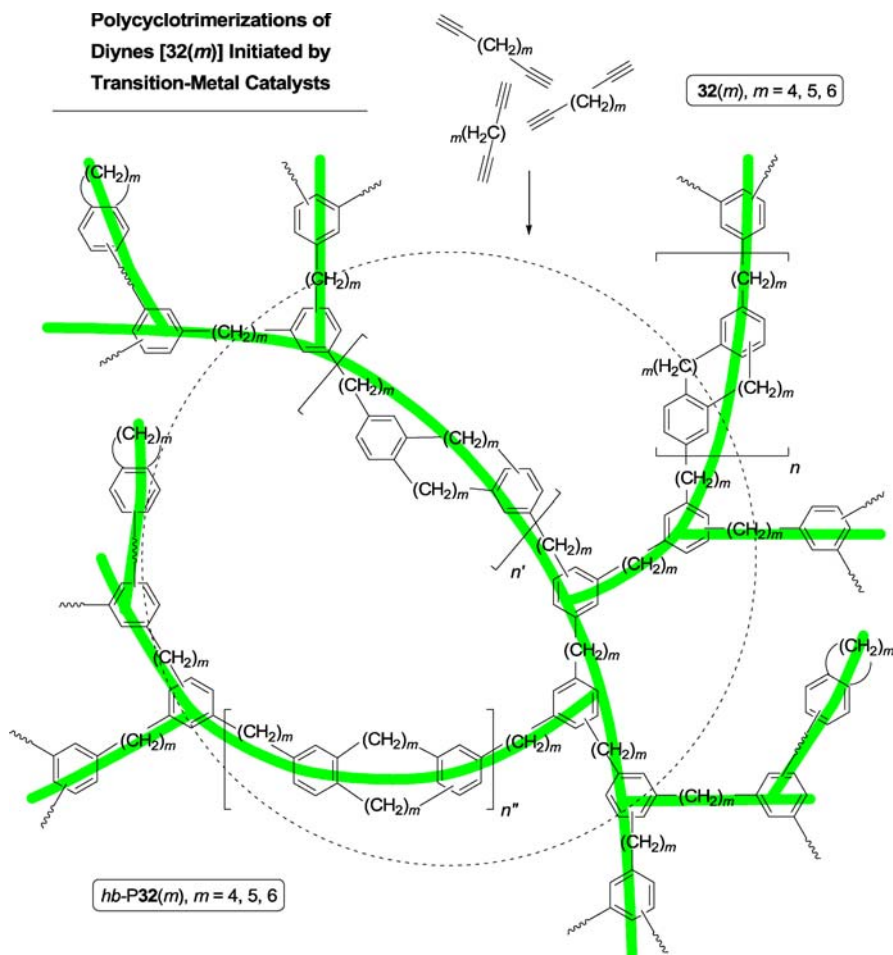 Polycyclotrimerizations of
Diynes [32(m)] Initiated by
Transition-Metal Catalysts
(CH2)m
(CH2)m
m(H2C)
32(m), m = 4, 5, 6
(CH2)m
(CH2)m
(CH2)m
(CH2)m
m(H2C)
(CH2)m
(CH2)m
(CH2)m
(CH2)m
(CH2)m
n
(CH2)m
(CH2)m
(CH2)m
(CH2)m
n'
(CH2)m
(CH2)m
(CH2)m
(CH2)m
(CH2)m
(CH2)m
(CH2)m
(CH2)m
(CH2)m
(CH2)m
(CH2)m
n"
(CH2)m
hb-P32(m), m = 4, 5, 6